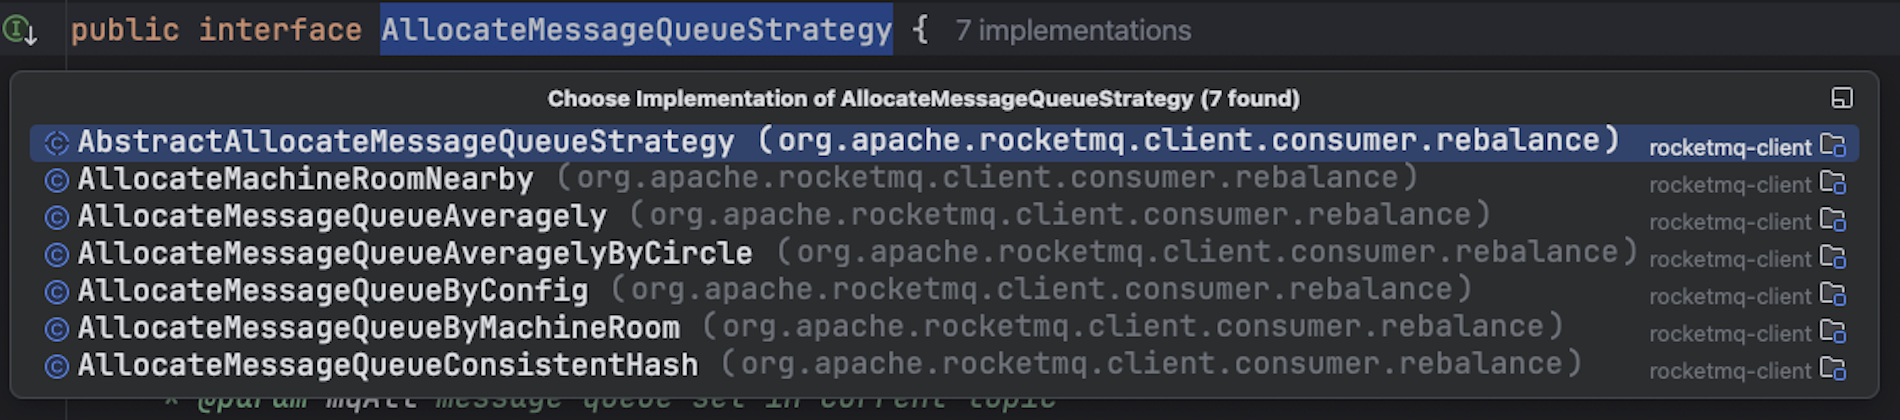 public interface AllocateMessageQueueStrategy { 7 implementations
Choose Implementation of AllocateMessageQueueStrategy (7 found)
AbstractAllocateMessageQueueStrategy (org.apache.rocketmq.client.consumer.rebalance) rocketmq-client
AllocateMachineRoomNearby (org.apache.rocketmq.client.consumer.rebalance) rocketmq-client
AllocateMessageQueueAveragely (org.apache.rocketmq.client.consumer.rebalance) rocketmq-client
AllocateMessageQueueAveragelyByCircle (org.apache.rocketmq.client.consumer.rebalance) rocketmq-client
AllocateMessageQueueByConfig (org.apache.rocketmq.client.consumer.rebalance) rocketmq-client
AllocateMessageQueueByMachineRoom (org.apache.rocketmq.client.consumer.rebalance) rocketmq-client
AllocateMessageQueueConsistentHash (org.apache.rocketmq.client.consumer.rebalance) rocketmq-client
* @param mqAll message queue set in current topic